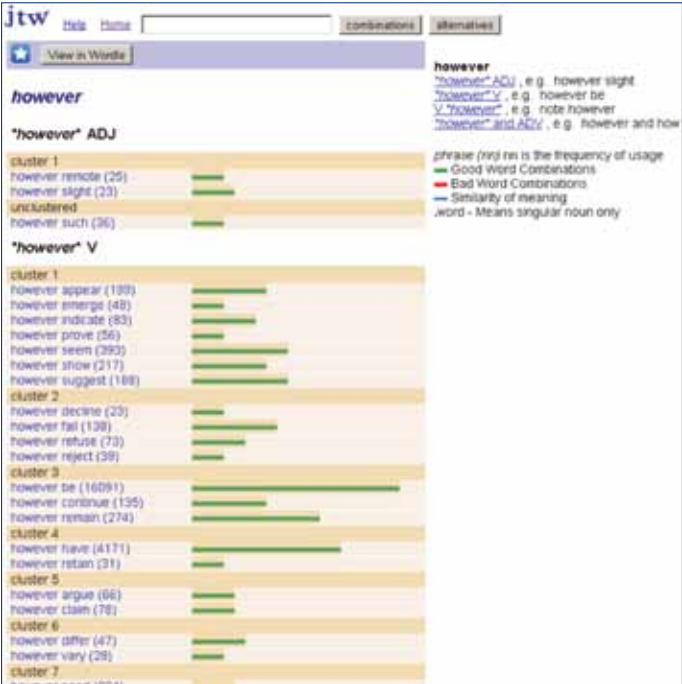 jtw Help Home combinations alternatives
View in Wordle
however
"however" ADJ
cluster 1
however remote (25)
however slight (23)
unclustered
however such (36)
"however" V
cluster 1
however appear (199)
however emerge (48)
however indicate (83)
however prove (56)
however seem (393)
however show (217)
however suggest (188)
cluster 2
however decline (23)
however fail (138)
however refuse (73)
however reject (39)
cluster 3
however be (16091)
however continue (135)
however remain (274)
cluster 4
however have (4171)
however retain (31)
cluster 5
however argue (66)
however claim (78)
cluster 6
however differ (47)
however vary (28)
cluster 7
however
"however" ADJ , e.g. however slight
"however" V , e.g. however be
V "however" , e.g. note however
"however" and ADV , e.g. however and how
phrase (nn) nn is the frequency of usage
Good Word Combinations
Bad Word Combinations
Similarity of meaning
.word - Means singular noun only